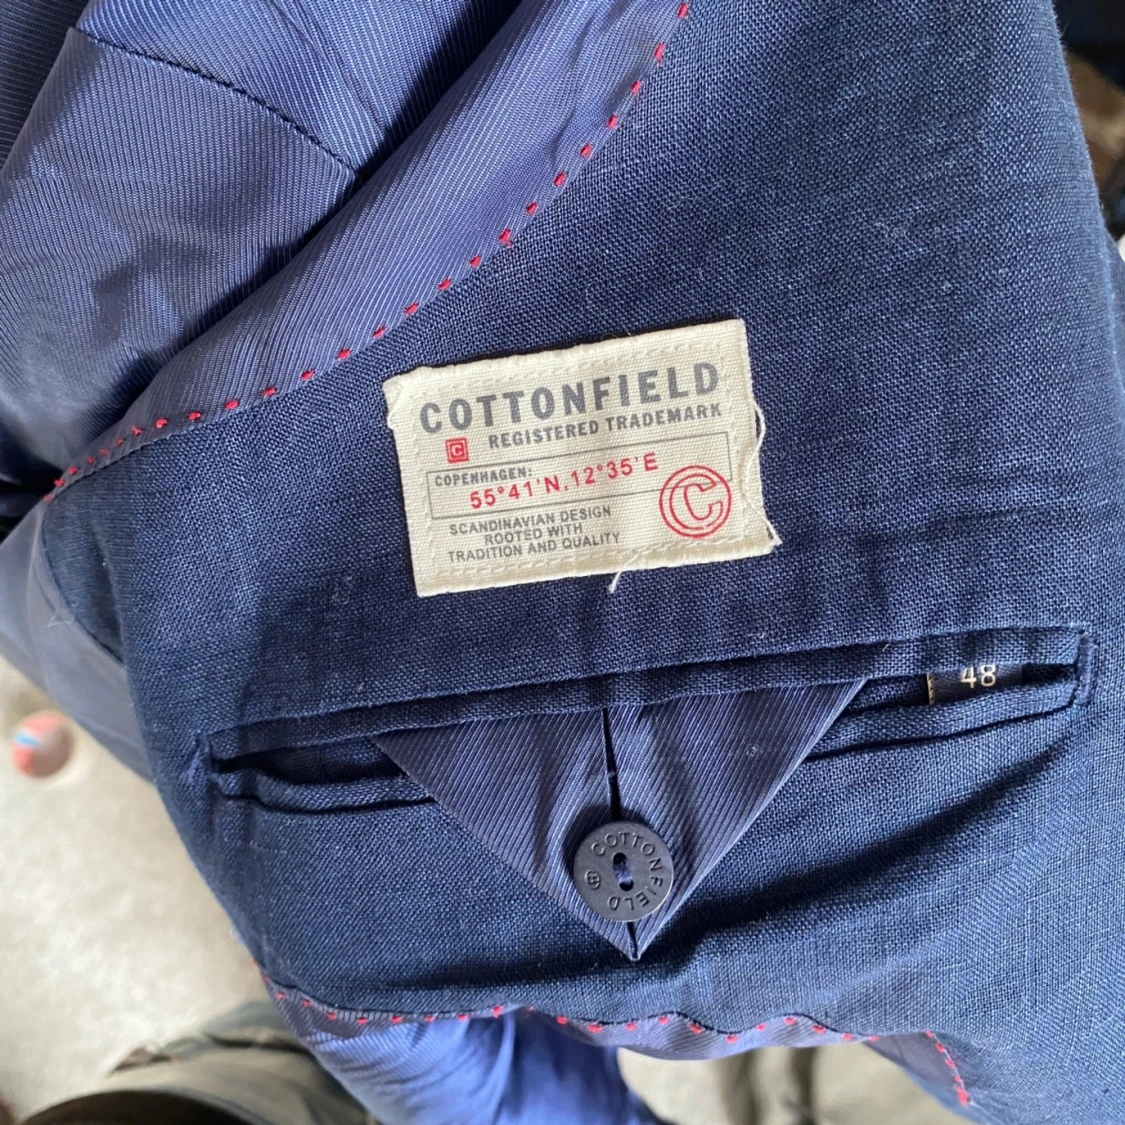 COTTONFIELD
C REGISTERED TRADEMARK
COPENHAGEN:
55°41'N.12°35'E
C
SCANDINAVIAN DESIGN
ROOTED WITH
TRADITION AND QUALITY
48
COTTONFIELD